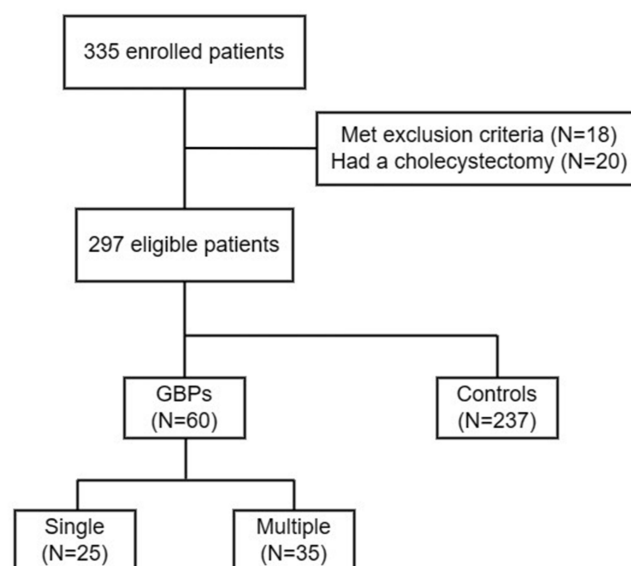 335 enrolled patients
Met exclusion criteria (N=18)
Had a cholecystectomy (N=20)
297 eligible patients
GBPs
(N=60)
Controls
(N=237)
Single
(N=25)
Multiple
(N=35)